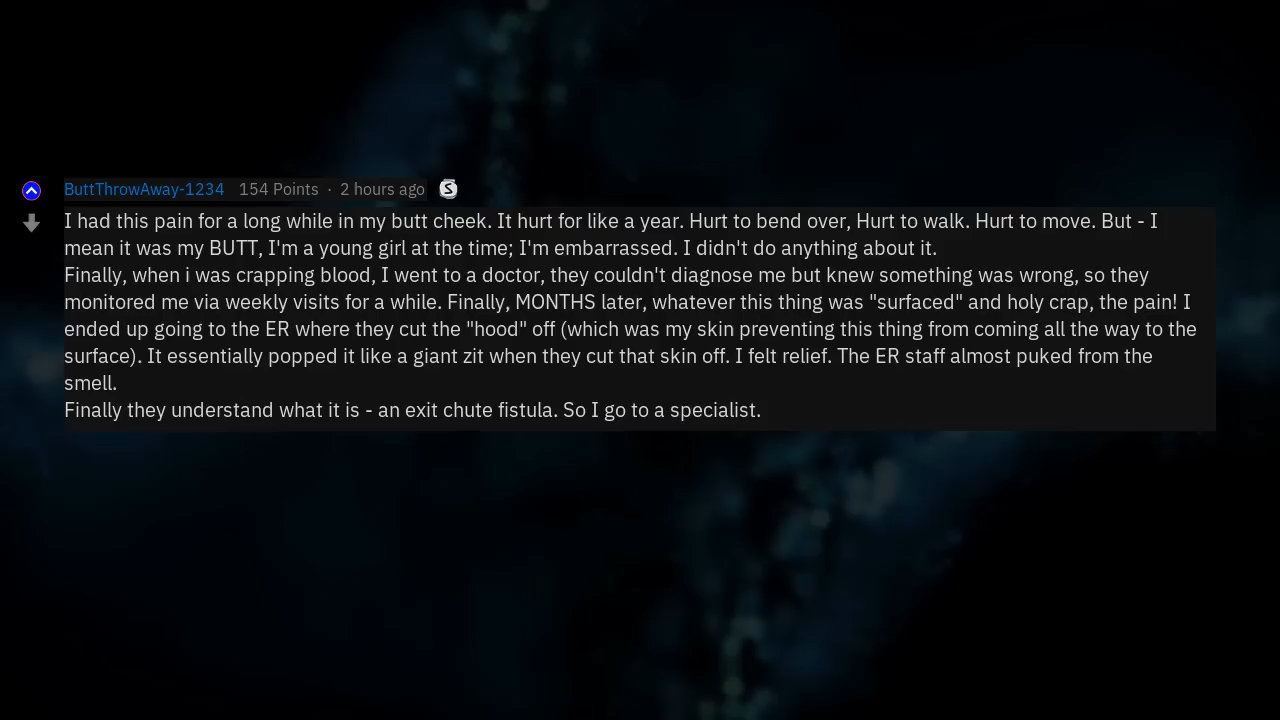 ButtThrowAway-1234 154 Points · 2 hours ago
I had this pain for a long while in my butt cheek. It hurt for like a year. Hurt to bend over, Hurt to walk. Hurt to move. But - I
mean it was my BUTT, I'm a young girl at the time; I'm embarrassed. I didn't do anything about it.
Finally, when i was crapping blood, I went to a doctor, they couldn't diagnose me but knew something was wrong, so they
monitored me via weekly visits for a while. Finally, MONTHS later, whatever this thing was "surfaced" and holy crap, the pain! I
ended up going to the ER where they cut the "hood" off (which was my skin preventing this thing from coming all the way to the
surface). It essentially popped it like a giant zit when they cut that skin off. I felt relief. The ER staff almost puked from the
smell.
Finally they understand what it is - an exit chute fistula. So I go to a specialist.